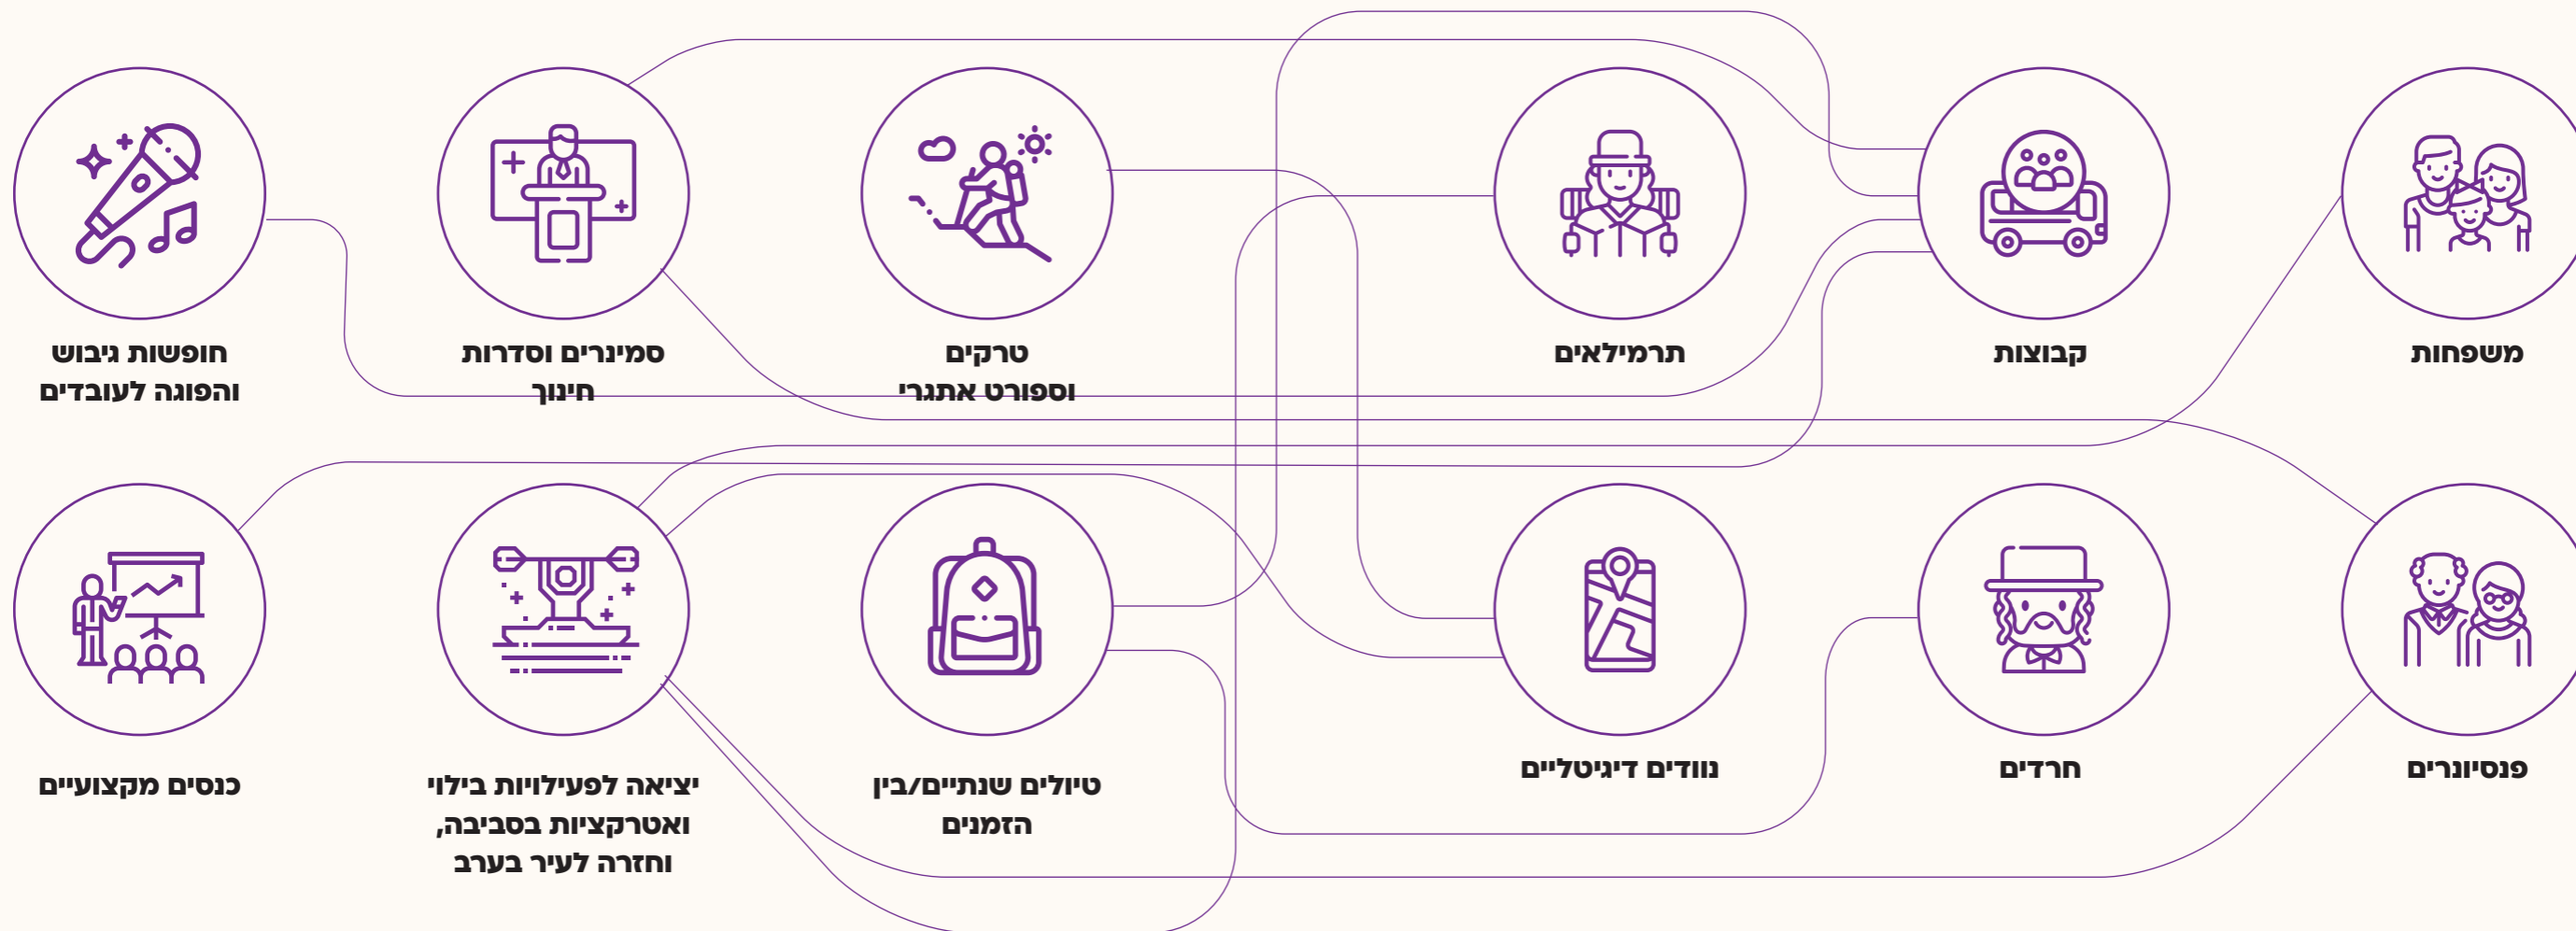 משפחות
קבוצות
תרמילאים
טרקים
וספורט אתגרי
סמינרים וסדרות
חינוך
חופשות גיבוש
והפוגה לעובדים
פנסיונרים
חרדים
נוודים דיגיטליים
טיולים שנתיים/בין
הזמנים
יציאה לפעילויות בילוי
ואטרקציות בסביבה,
וחזרה לעיר בערב
כנסים מקצועיים